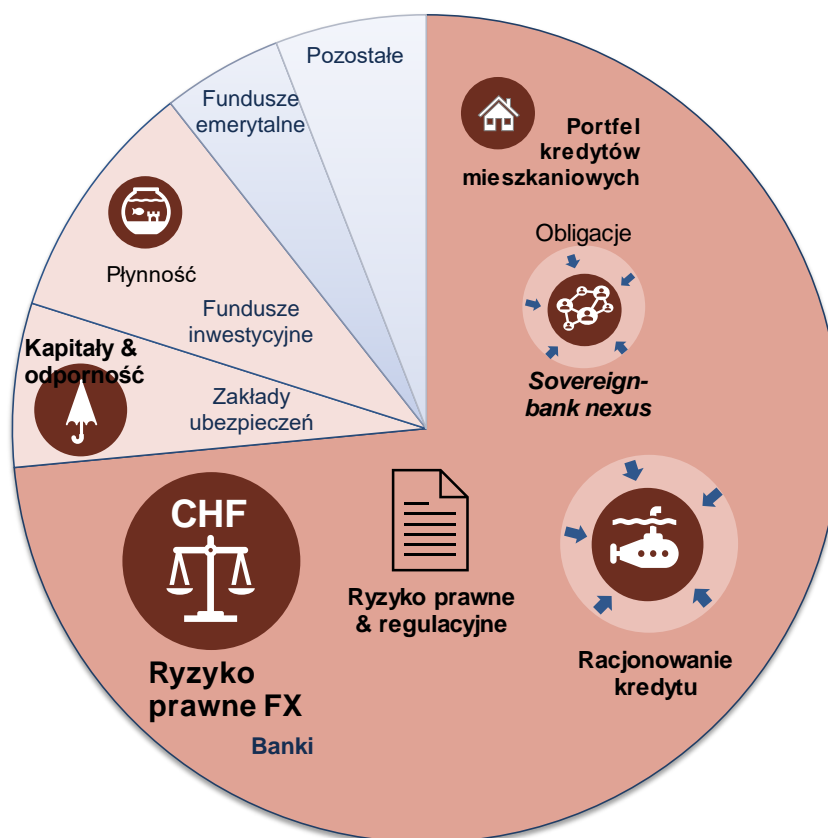 Pozostałe
Fundusze
emerytalne
Portfel
kredytów
mieszkaniowych
Płynność
Obligacje
Fundusze
inwestycyjne
Kapitały &
odporność
Zakłady
ubezpieczeń
Sovereign-
bank nexus
CHF
Ryzyko prawne
& regulacyjne
Racjonowanie
kredytu
Ryzyko
prawne FX
Banki